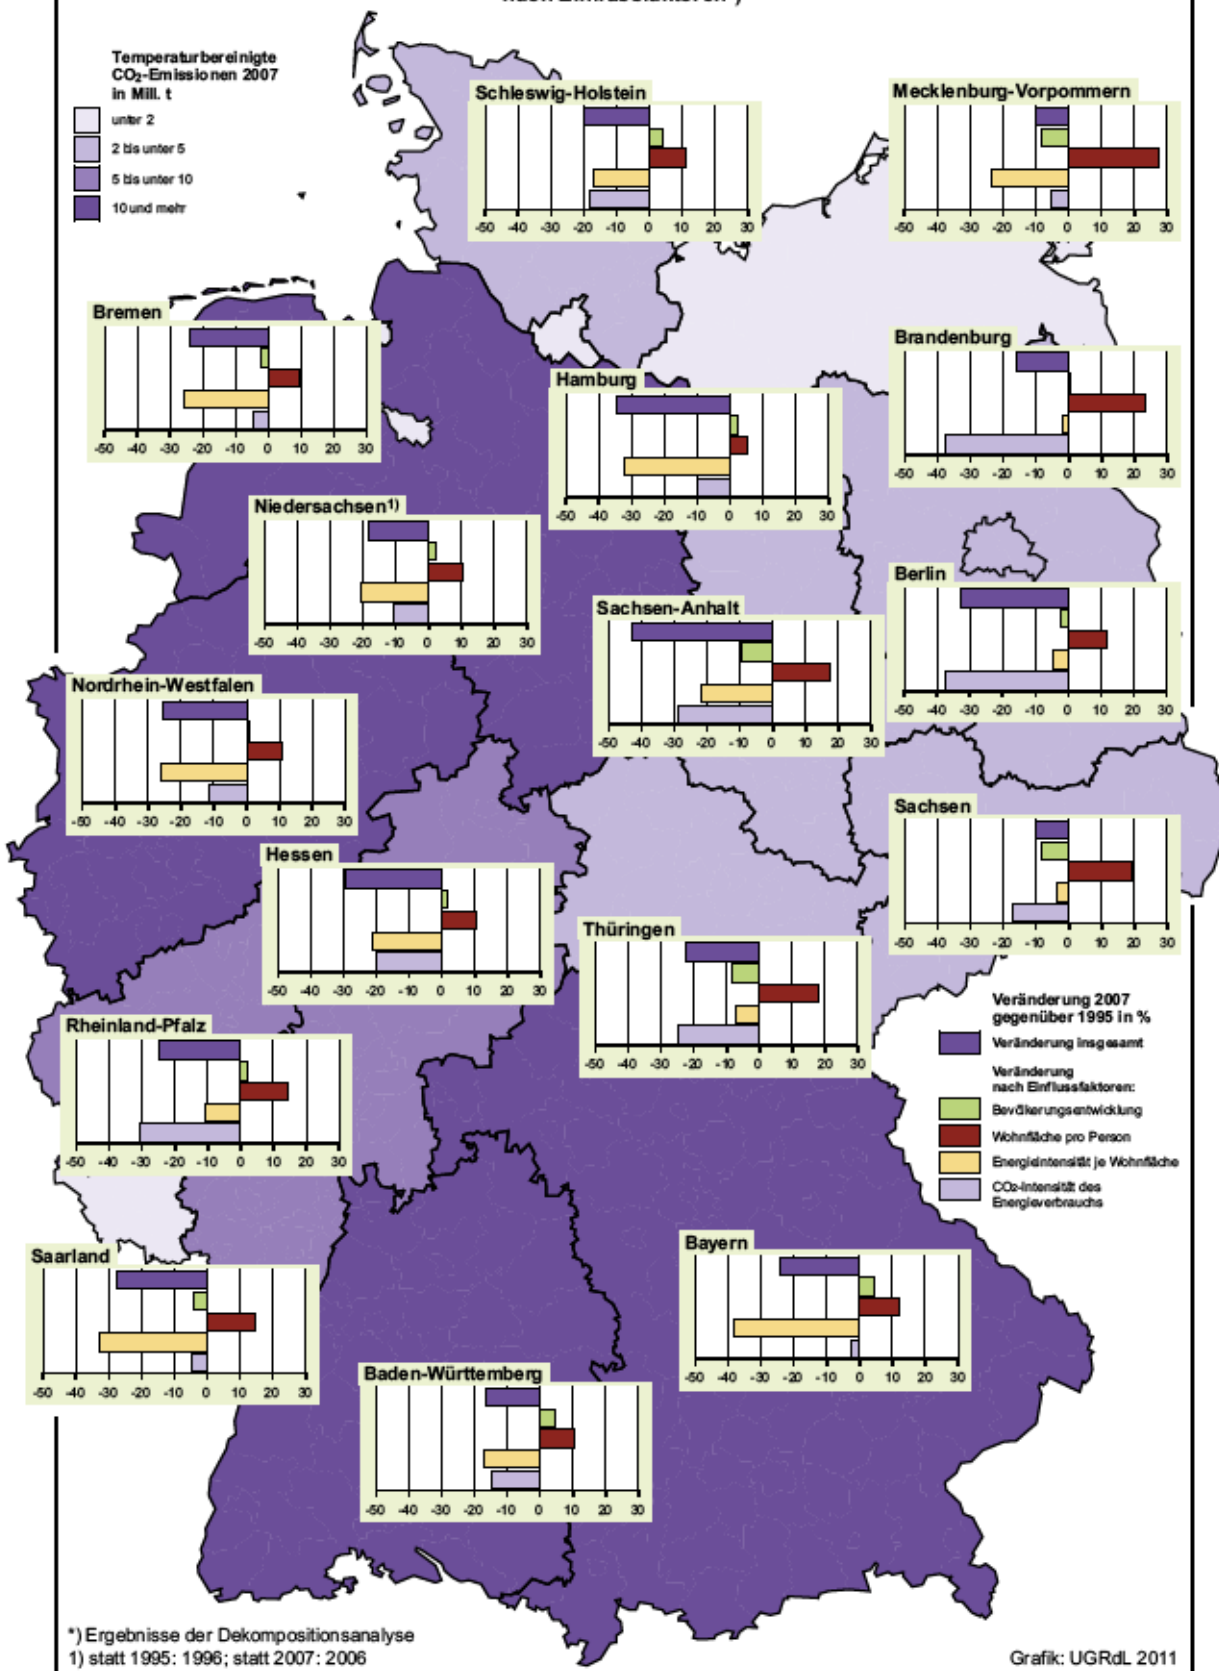 Temperaturbereinigte
CO₂-Emissionen 2007
in Mill. t
unter 2
2 bis unter 5
5 bis unter 10
10 und mehr
Schleswig-Holstein
-50 -40 -30 -20 -10 0 10 20 30
Mecklenburg-Vorpommern
-50 -40 -30 -20 -10 0 10 20 30
Bremen
-50 -40 -30 -20 -10 0 10 20 30
Hamburg
-50 -40 -30 -20 -10 0 10 20 30
Brandenburg
-50 -40 -30 -20 -10 0 10 20 30
Niedersachsen¹⁾
-50 -40 -30 -20 -10 0 10 20 30
Sachsen-Anhalt
-50 -40 -30 -20 -10 0 10 20 30
Berlin
-50 -40 -30 -20 -10 0 10 20 30
Nordrhein-Westfalen
-50 -40 -30 -20 -10 0 10 20 30
Sachsen
-50 -40 -30 -20 -10 0 10 20 30
Hessen
-50 -40 -30 -20 -10 0 10 20 30
Thüringen
-50 -40 -30 -20 -10 0 10 20 30
Rheinland-Pfalz
-50 -40 -30 -20 -10 0 10 20 30
Veränderung 2007
gegenüber 1995 in %
Veränderung insgesamt
Veränderung
nach Einflussfaktoren:
Bevölkerungsentwicklung
Wohnfläche pro Person
Energieintensität je Wohnfläche
CO₂-Intensität des
Energieverbrauchs
Saarland
-50 -40 -30 -20 -10 0 10 20 30
Bayern
-50 -40 -30 -20 -10 0 10 20 30
Baden-Württemberg
-50 -40 -30 -20 -10 0 10 20 30
*) Ergebnisse der Dekompositionsanalyse
1) statt 1995: 1996; statt 2007: 2006
Grafik: UGRdL 2011